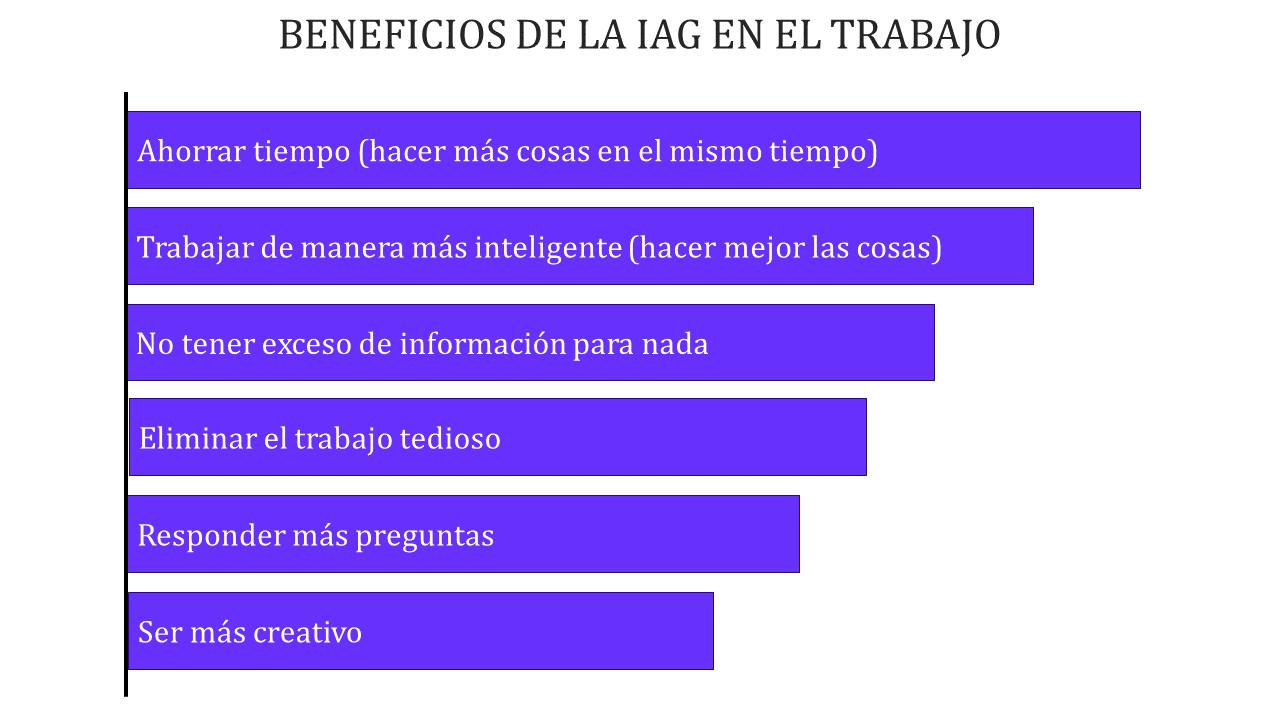 BENEFICIOS DE LA IAG EN EL TRABAJO
Ahorrar tiempo (hacer más cosas en el mismo tiempo)
Trabajar de manera más inteligente (hacer mejor las cosas)
No tener exceso de información para nada
Eliminar el trabajo tedioso
Responder más preguntas
Ser más creativo